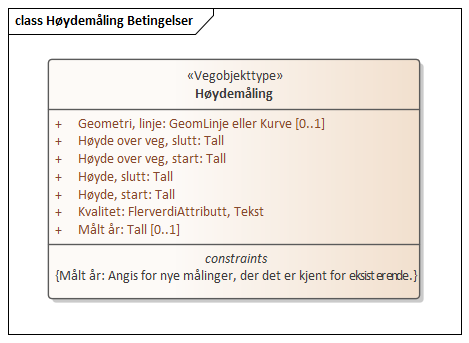 class Høydemåling Betingelser
«Vegobjekttype»
Høydemåling
+ Geometri, linje: GeomLinje eller Kurve [0..1]
+ Høyde over veg, slutt: Tall
+ Høyde over veg, start: Tall
+ Høyde, slutt: Tall
+ Høyde, start: Tall
+ Kvalitet: FlerverdiAttributt, Tekst
+ Målt år: Tall [0..1]
constraints
{Målt år: Angis for nye målinger, der det er kjent for eksisterende.}